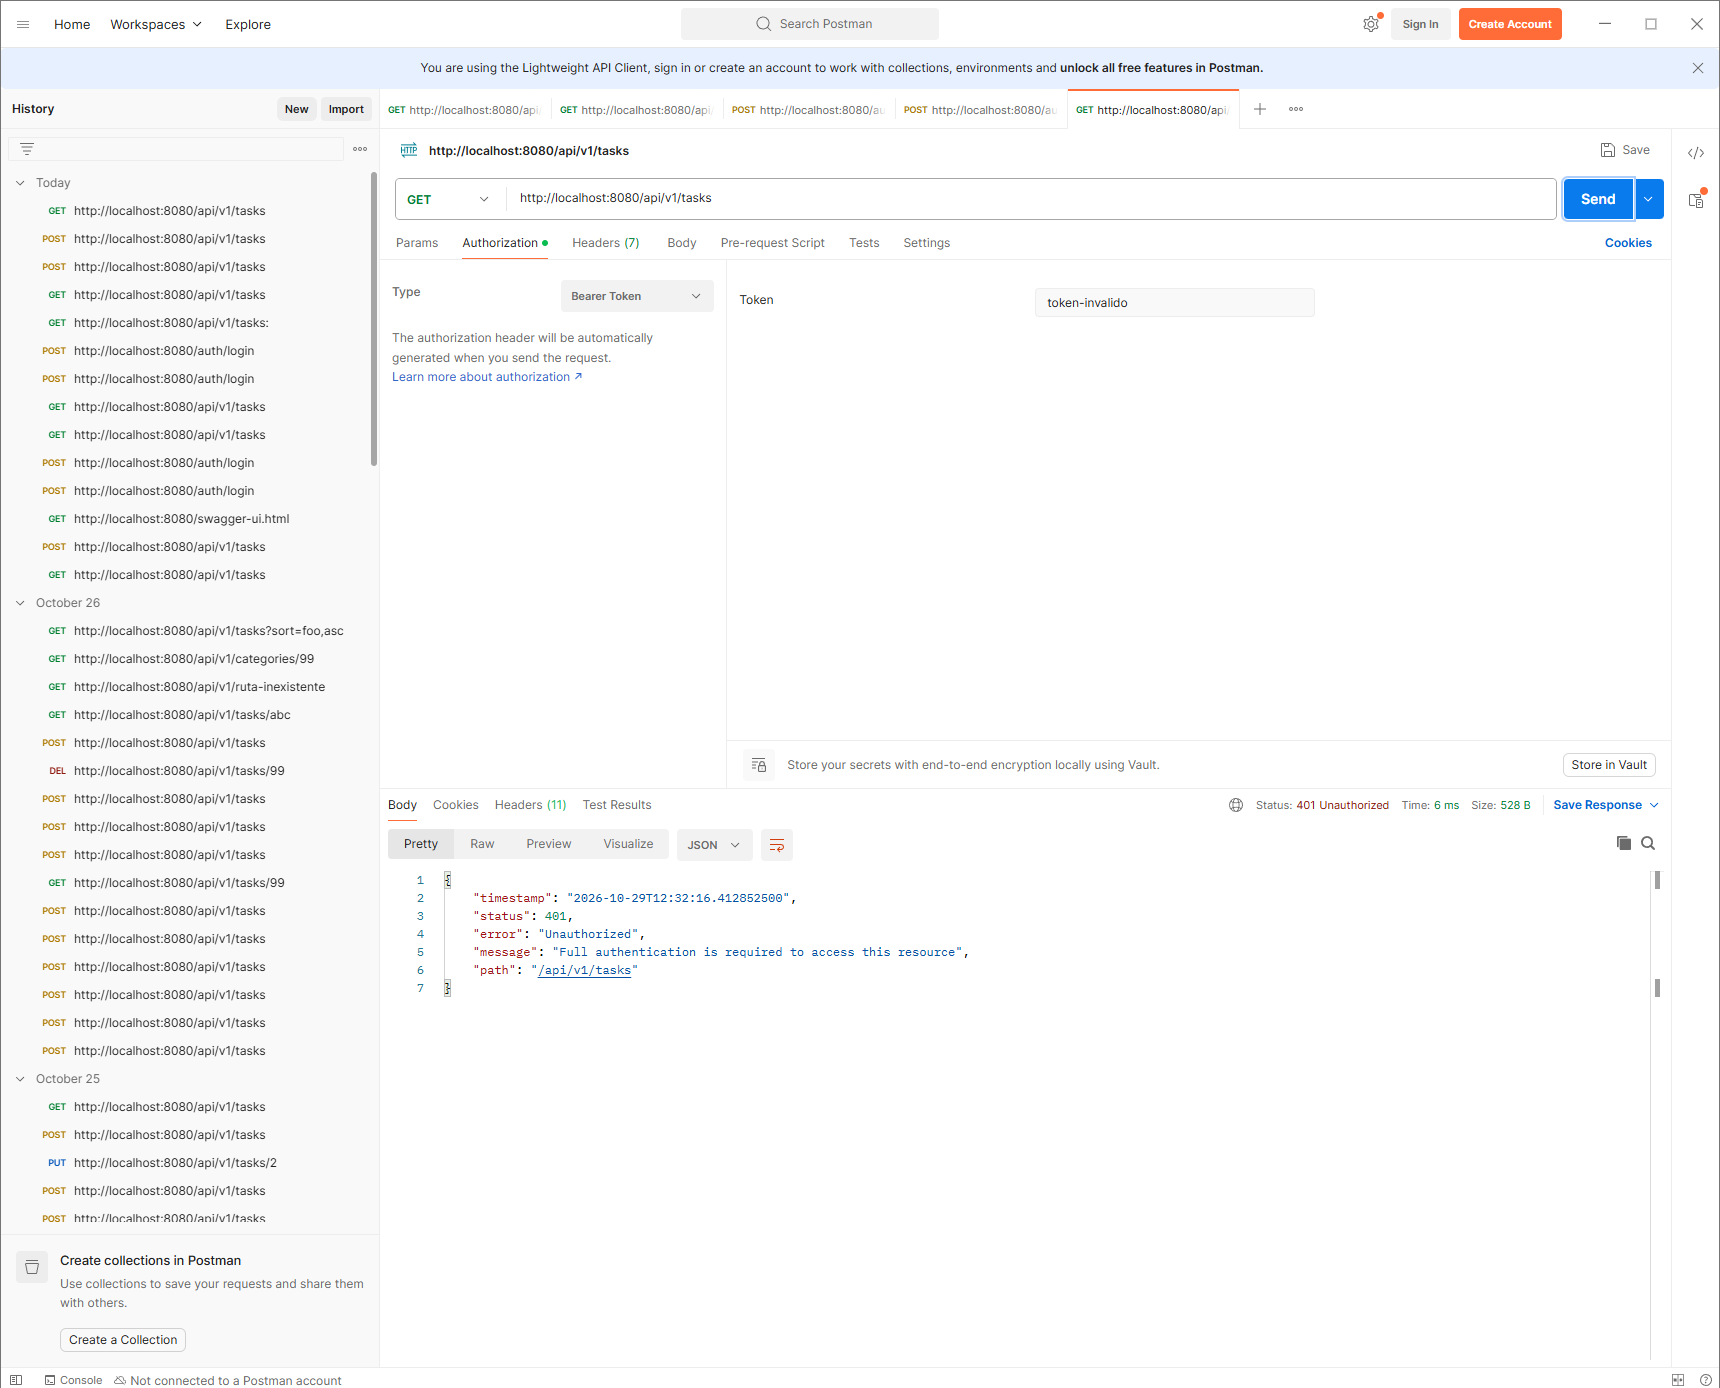 Home Workspaces Explore Search Postman Sign In Create Account
You are using the Lightweight API Client, sign in or create an account to work with collections, environments and unlock all free features in Postman.
History New Import
GET http://localhost:8080/api/
GET http://localhost:8080/api/
POST http://localhost:8080/au
POST http://localhost:8080/au
GET http://localhost:8080/api/
Today
GET http://localhost:8080/api/v1/tasks
POST http://localhost:8080/api/v1/tasks
POST http://localhost:8080/api/v1/tasks
GET http://localhost:8080/api/v1/tasks
GET http://localhost:8080/api/v1/tasks:
POST http://localhost:8080/auth/login
POST http://localhost:8080/auth/login
GET http://localhost:8080/api/v1/tasks
GET http://localhost:8080/api/v1/tasks
POST http://localhost:8080/auth/login
POST http://localhost:8080/auth/login
GET http://localhost:8080/swagger-ui.html
POST http://localhost:8080/api/v1/tasks
GET http://localhost:8080/api/v1/tasks
October 26
GET http://localhost:8080/api/v1/tasks?sort=foo,asc
GET http://localhost:8080/api/v1/categories/99
GET http://localhost:8080/api/v1/ruta-inexistente
GET http://localhost:8080/api/v1/tasks/abc
POST http://localhost:8080/api/v1/tasks
DEL http://localhost:8080/api/v1/tasks/99
POST http://localhost:8080/api/v1/tasks
POST http://localhost:8080/api/v1/tasks
POST http://localhost:8080/api/v1/tasks
GET http://localhost:8080/api/v1/tasks/99
POST http://localhost:8080/api/v1/tasks
POST http://localhost:8080/api/v1/tasks
POST http://localhost:8080/api/v1/tasks
POST http://localhost:8080/api/v1/tasks
POST http://localhost:8080/api/v1/tasks
POST http://localhost:8080/api/v1/tasks
October 25
GET http://localhost:8080/api/v1/tasks
POST http://localhost:8080/api/v1/tasks
PUT http://localhost:8080/api/v1/tasks/2
POST http://localhost:8080/api/v1/tasks
POST http://localhost:8080/api/v1/tasks
Create collections in Postman
Use collections to save your requests and share them
with others.
Create a Collection
HTTP http://localhost:8080/api/v1/tasks Save
GET http://localhost:8080/api/v1/tasks Send
Params Authorization Headers (7) Body Pre-request Script Tests Settings Cookies
Type Bearer Token
The authorization header will be automatically
generated when you send the request.
Learn more about authorization ↗
Token token-invalido
Store your secrets with end-to-end encryption locally using Vault. Store in Vault
Body Cookies Headers (11) Test Results Status: 401 Unauthorized Time: 6 ms Size: 528 B Save Response
Pretty Raw Preview Visualize JSON
1 {
2 "timestamp": "2026-10-29T12:32:16.412852500",
3 "status": 401,
4 "error": "Unauthorized",
5 "message": "Full authentication is required to access this resource",
6 "path": "/api/v1/tasks"
7 }
Console Not connected to a Postman account